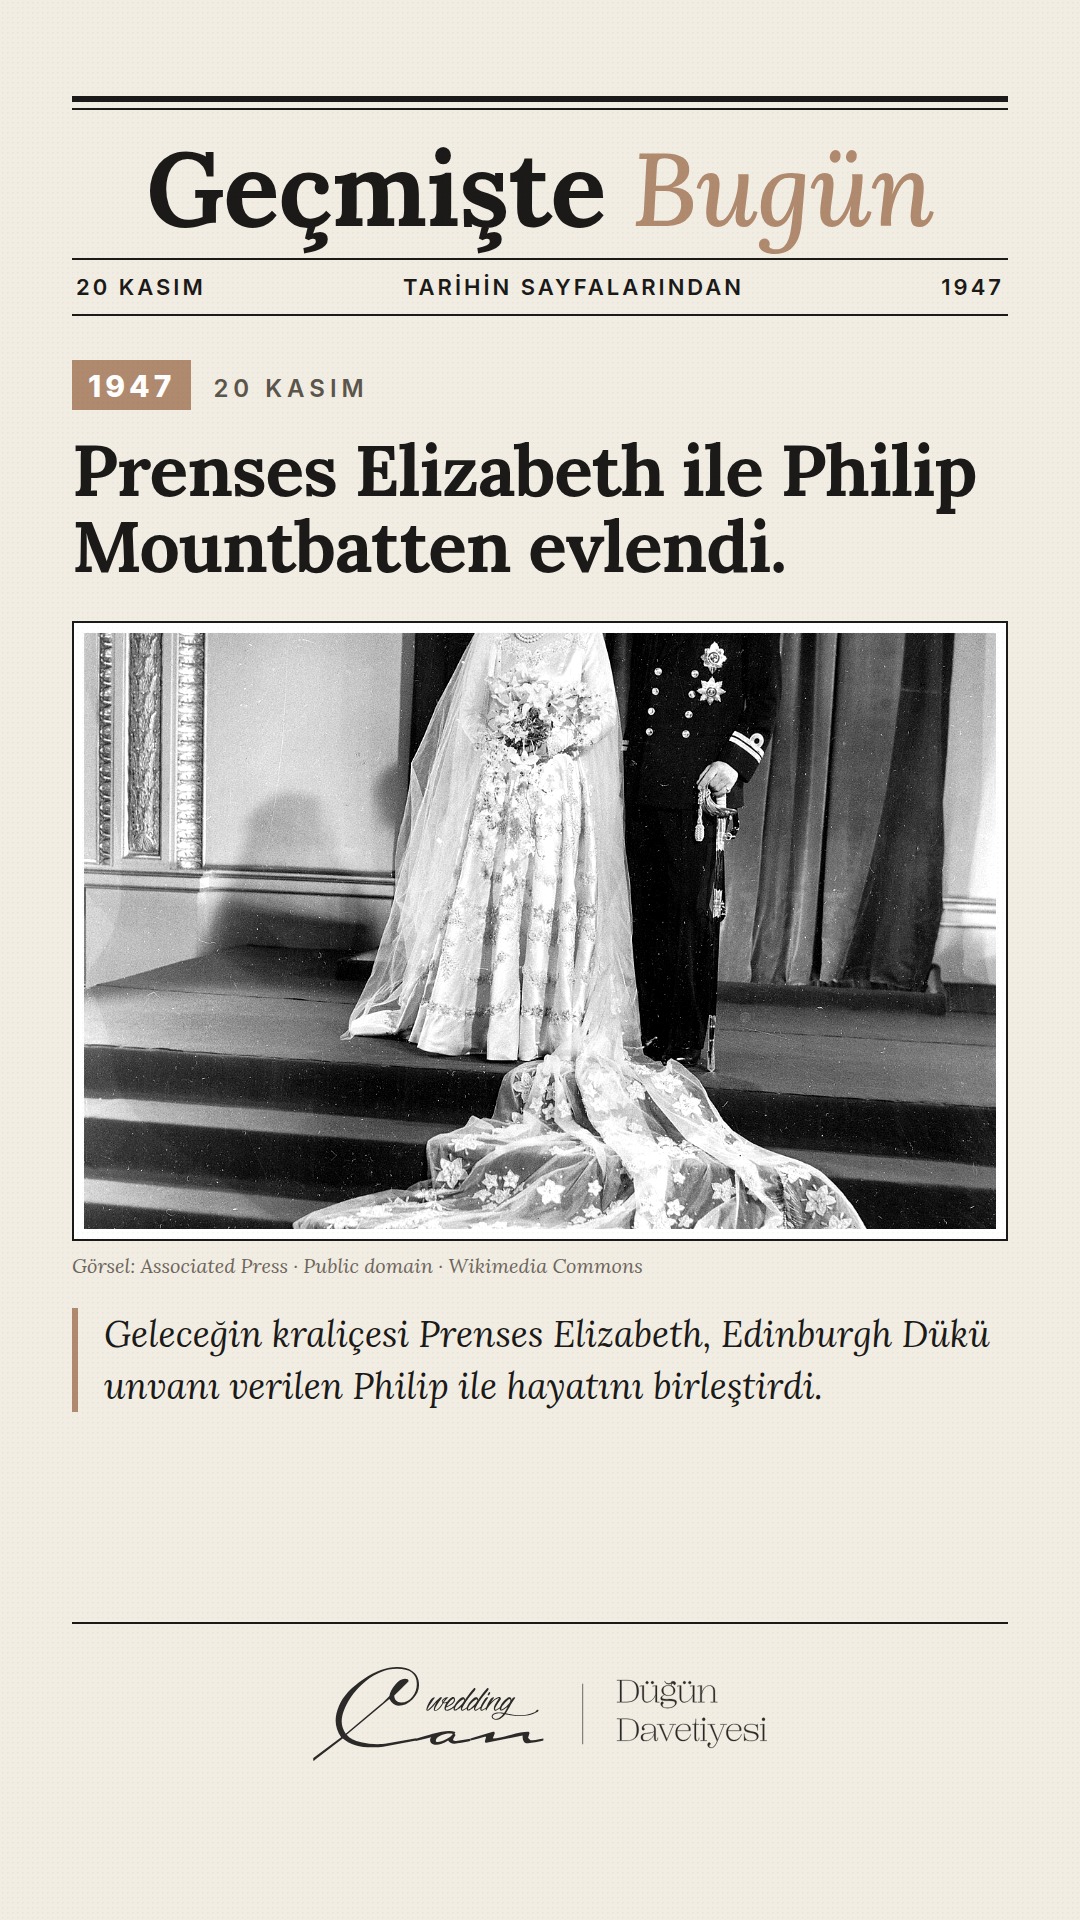 Geçmişte Bugün
20 KASIM TARİHİN SAYFALARINDAN 1947
1947 20 KASIM
Prenses Elizabeth ile Philip
Mountbatten evlendi.
Görsel: Associated Press · Public domain · Wikimedia Commons
Geleceğin kraliçesi Prenses Elizabeth, Edinburgh Dükü
unvanı verilen Philip ile hayatını birleştirdi.
wedding
Can
Düğün
Davetiyesi